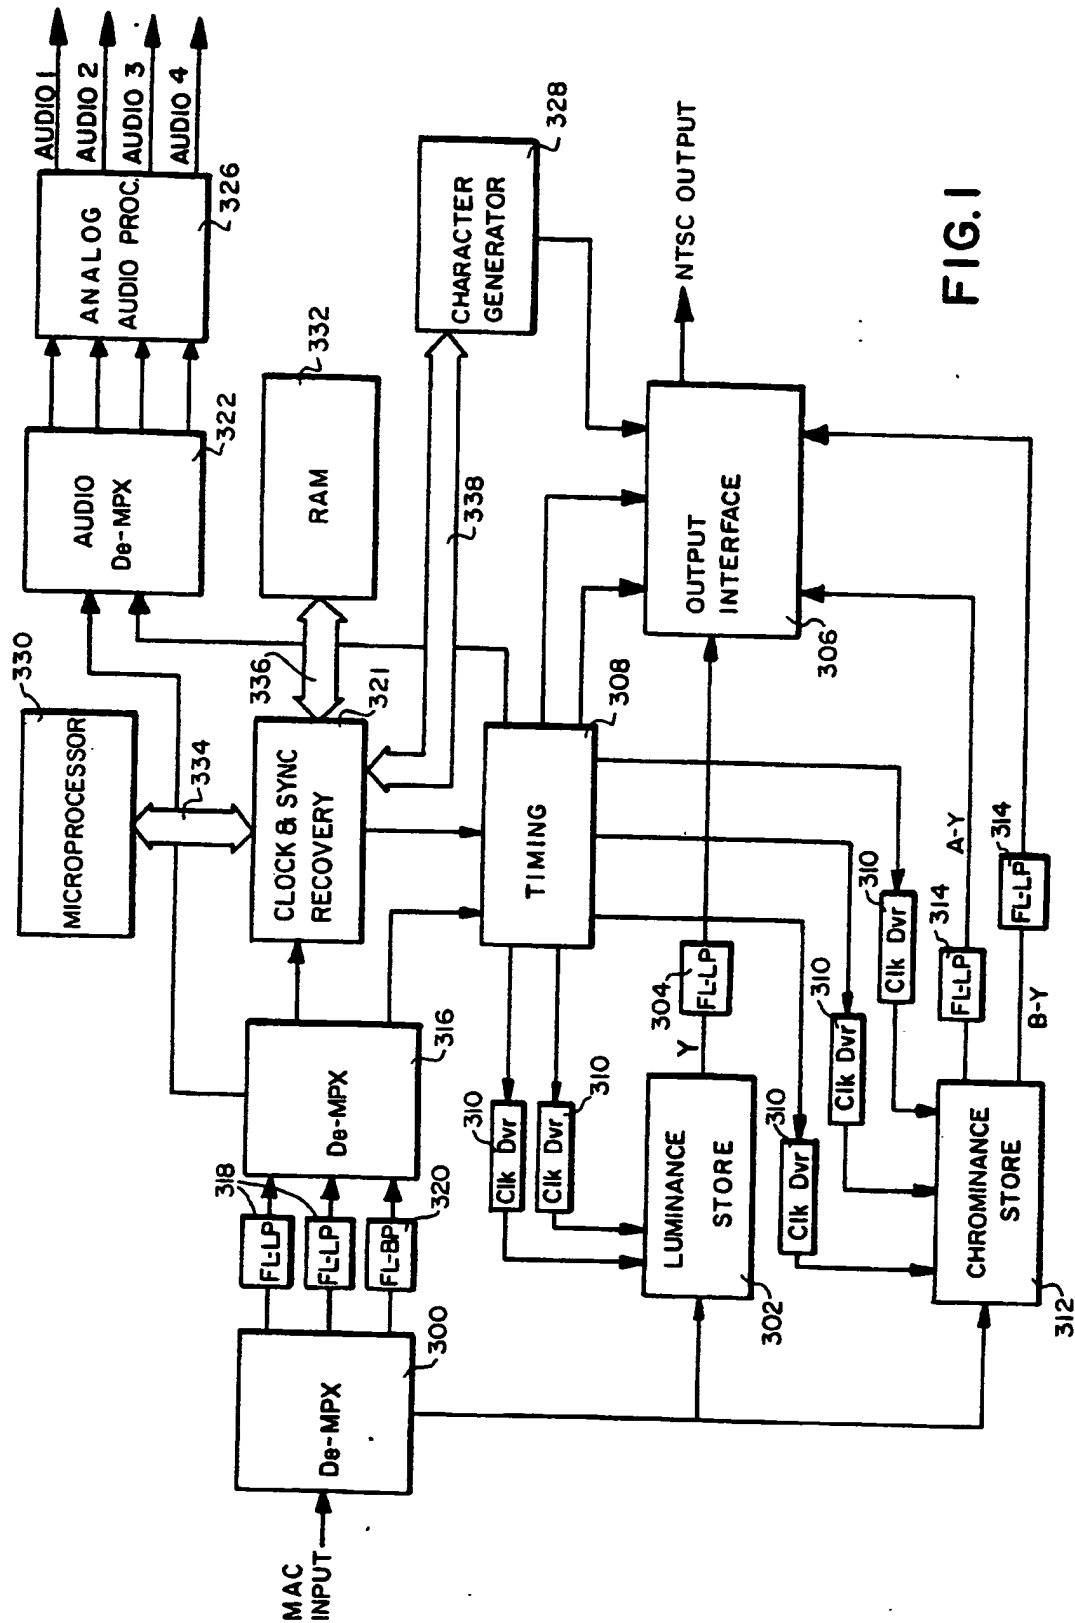 MAC
INPUT
De-MPX
300
FL-LP
FL-LP
318
FL-BP
320
De-MPX
316
MICROPROCESSOR
330
334
CLOCK & SYNC
RECOVERY
321
336
RAM
332
338
AUDIO
De-MPX
322
ANALOG
AUDIO PROC.
326
AUDIO 1
AUDIO 2
AUDIO 3
AUDIO 4
CHARACTER
GENERATOR
328
TIMING
308
Clk Dvr
310
Clk Dvr
310
LUMINANCE
STORE
302
Y
FL-LP
304
OUTPUT
INTERFACE
306
NTSC OUTPUT
Clk Dvr
310
Clk Dvr
310
Clk Dvr
310
CHROMINANCE
STORE
312
FL-LP
314
A-Y
B-Y
FL-LP
314
FIG. 1